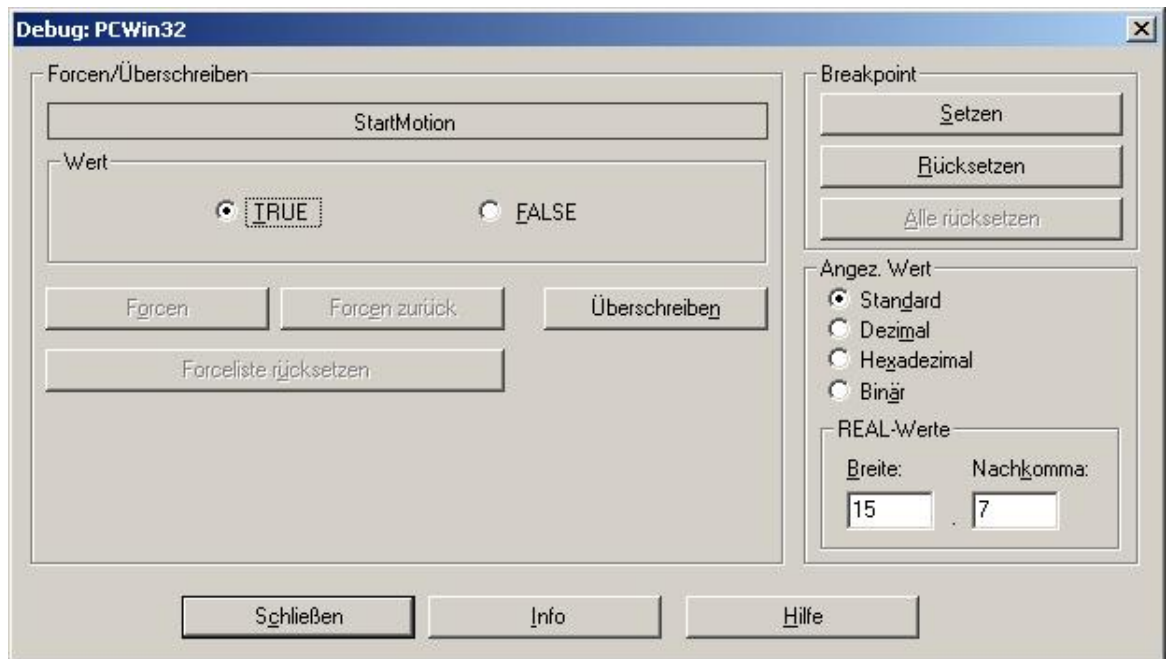 Debug: PCWin32
Forcen/Überschreiben
StartMotion
Wert
TRUE
FALSE
Forcen
Forcen zurück
Überschreiben
Forceliste rücksetzen
Breakpoint
Setzen
Rücksetzen
Alle rücksetzen
Angez. Wert
Standard
Dezimal
Hexadezimal
Binär
REAL-Werte
Breite: Nachkomma:
15 . 7
Schließen
Info
Hilfe